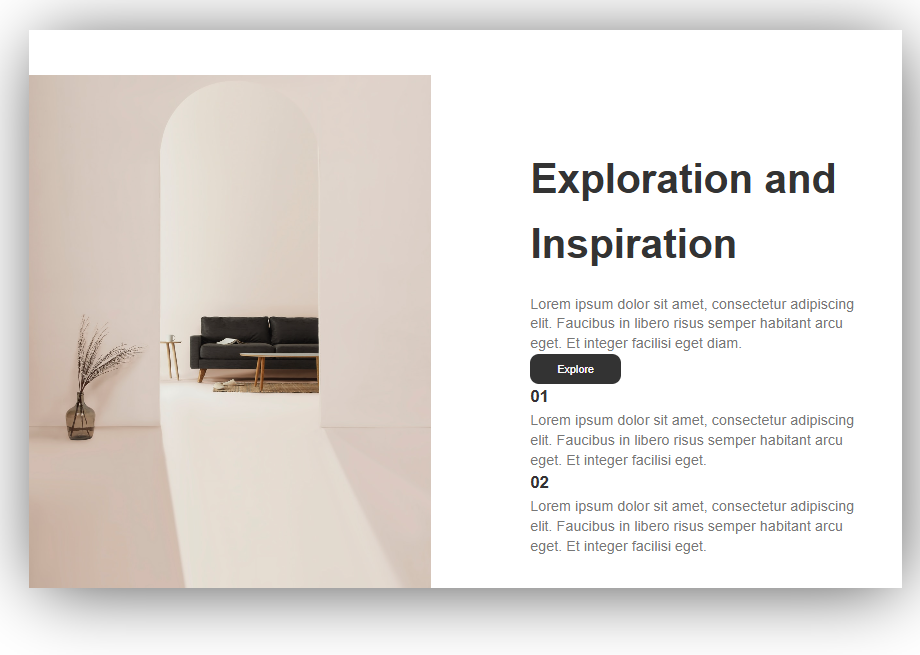 Exploration and
Inspiration
Lorem ipsum dolor sit amet, consectetur adipiscing
elit. Faucibus in libero risus semper habitant arcu
eget. Et integer facilisi eget diam.
Explore
01
Lorem ipsum dolor sit amet, consectetur adipiscing
elit. Faucibus in libero risus semper habitant arcu
eget. Et integer facilisi eget.
02
Lorem ipsum dolor sit amet, consectetur adipiscing
elit. Faucibus in libero risus semper habitant arcu
eget. Et integer facilisi eget.